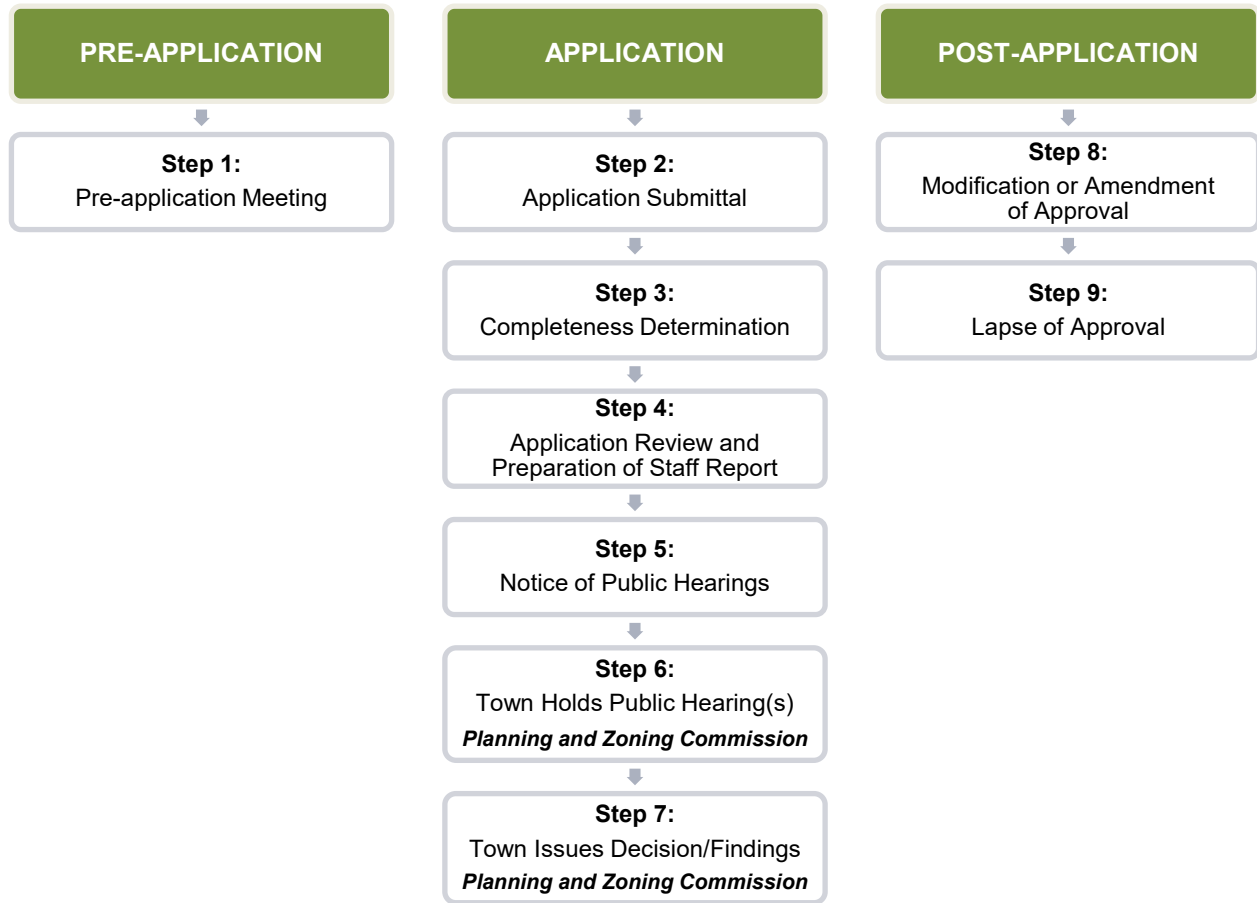 PRE-APPLICATION
Step 1:
Pre-application Meeting
APPLICATION
Step 2:
Application Submittal
Step 3:
Completeness Determination
Step 4:
Application Review and
Preparation of Staff Report
Step 5:
Notice of Public Hearings
Step 6:
Town Holds Public Hearing(s)
Planning and Zoning Commission
Step 7:
Town Issues Decision/Findings
Planning and Zoning Commission
POST-APPLICATION
Step 8:
Modification or Amendment
of Approval
Step 9:
Lapse of Approval